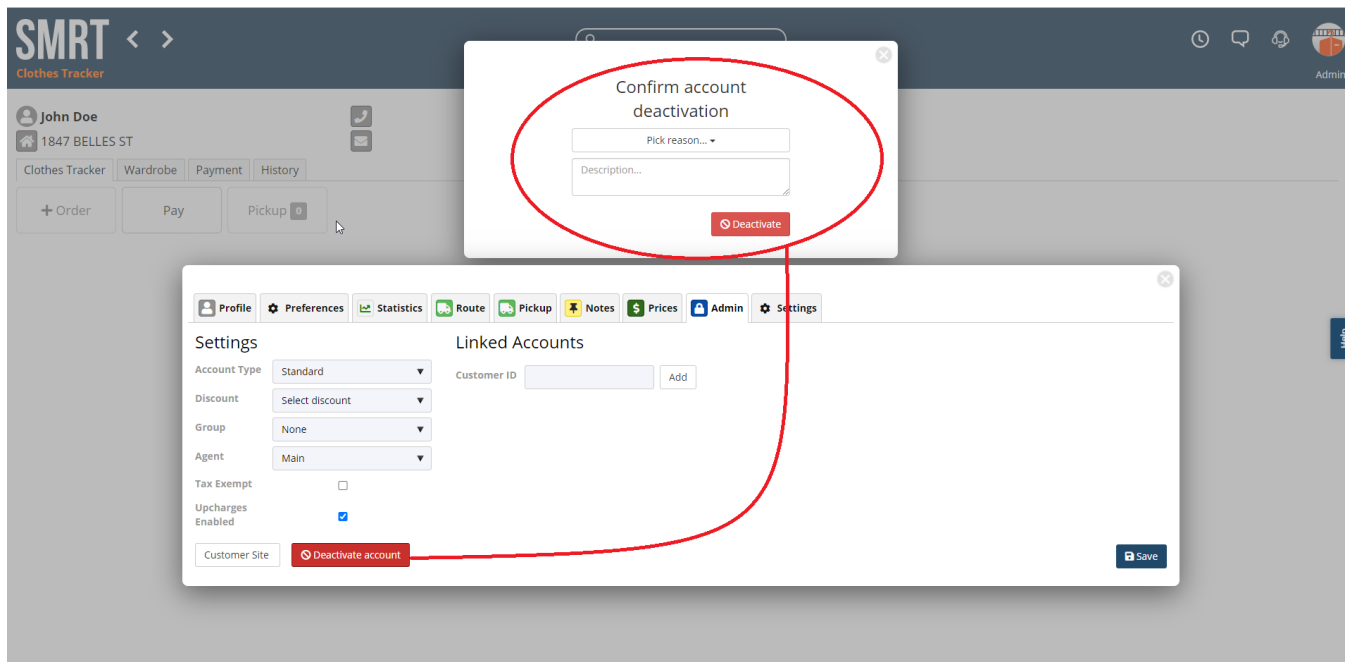 SMRT
Clothes Tracker
Admin
John Doe
1847 BELLES ST
Clothes Tracker Wardrobe Payment History
+ Order Pay Pickup 0
Confirm account
deactivation
Pick reason...
Description...
Deactivate
Profile Preferences Statistics Route Pickup Notes $ Prices Admin Settings
Settings
Linked Accounts
Account Type Standard
Customer ID Add
Discount Select discount
Group None
Agent Main
Tax Exempt
Upcharges
Enabled
Customer Site Deactivate account Save
Help